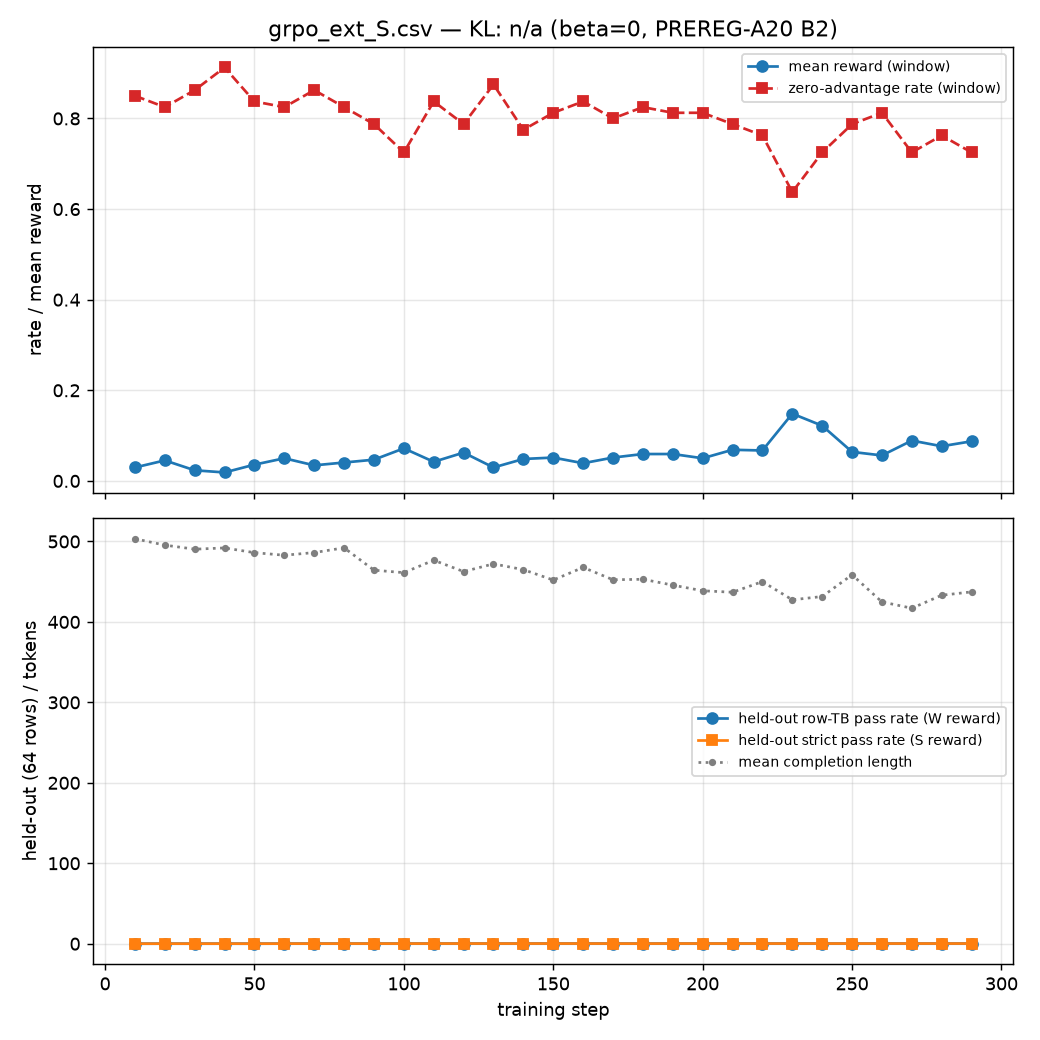 grpo_ext_S.csv — KL: n/a (beta=0, PREREG-A20 B2)
mean reward (window)
zero-advantage rate (window)
rate / mean reward
0.8
0.6
0.4
0.2
0.0
held-out row-TB pass rate (W reward)
held-out strict pass rate (S reward)
mean completion length
held-out (64 rows) / tokens
500
400
300
200
100
0
0 50 100 150 200 250 300
training step